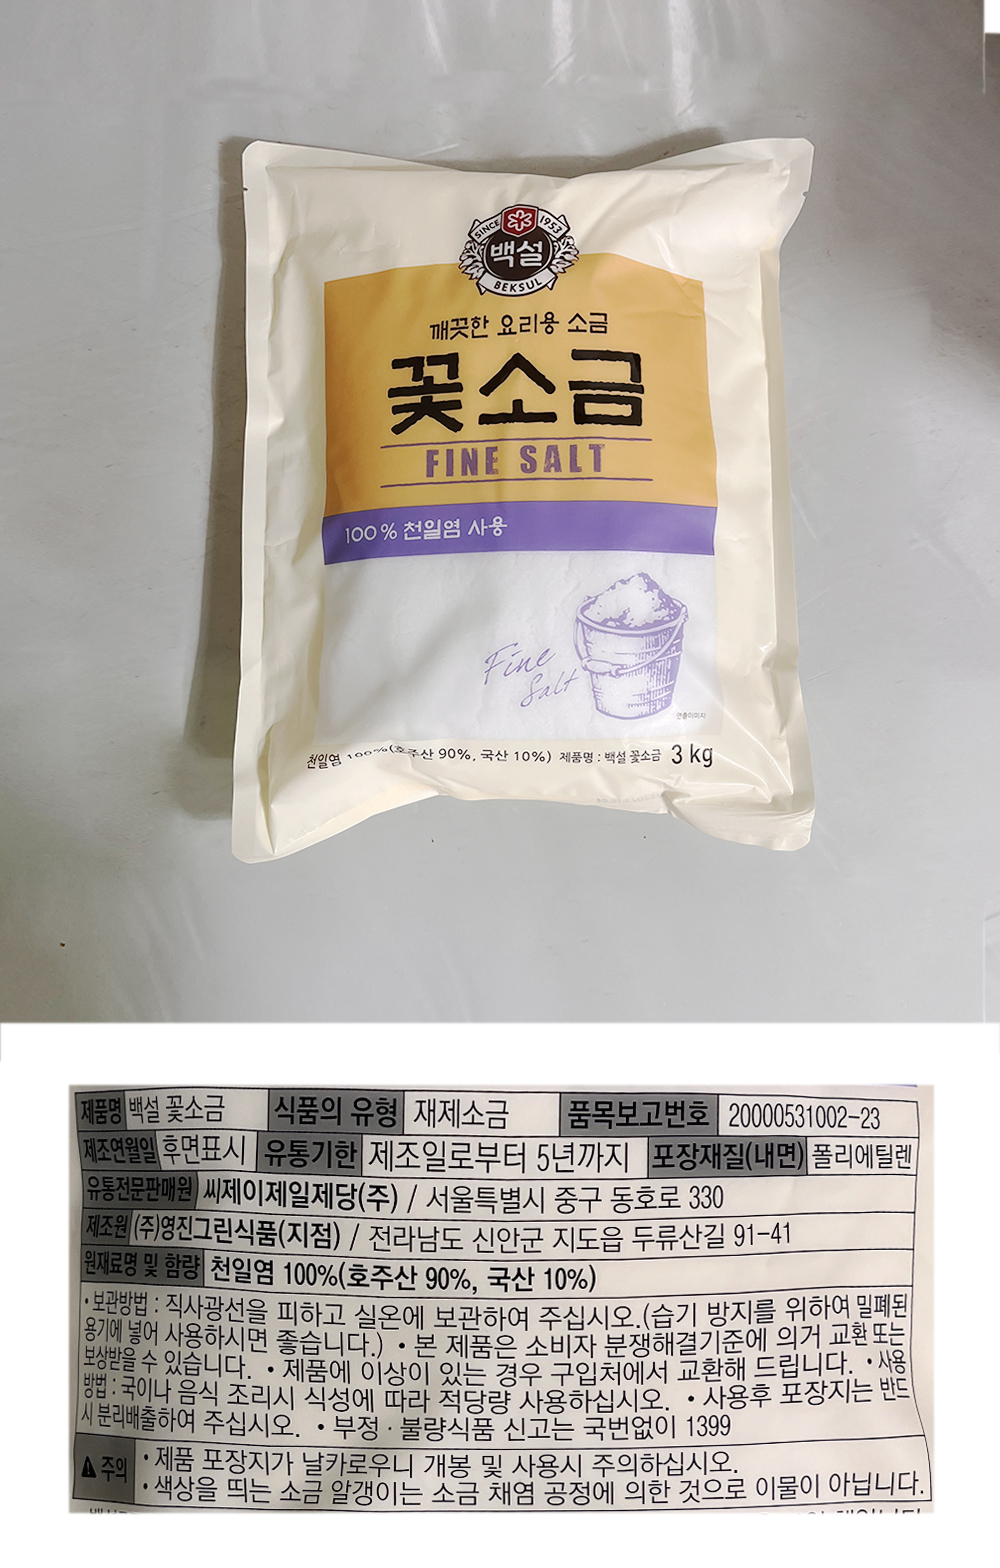 SINCE 1953
백설
BEKSUL
깨끗한 요리용 소금
꽃소금
FINE SALT
100% 천일염 사용
Fine
Salt
연출이미지
천일염 100%(호주산 90%, 국산 10%) 제품명 : 백설 꽃소금 3 kg
제품명 백설 꽃소금 식품의 유형 재제소금 품목보고번호 20000531002-23
제조연월일 후면표시 유통기한 제조일로부터 5년까지 포장재질(내면) 폴리에틸렌
유통전문판매원 씨제이제일제당(주) / 서울특별시 중구 동호로 330
제조원 (주)영진그린식품(지점) / 전라남도 신안군 지도읍 두류산길 91-41
원재료명 및 함량 천일염 100%(호주산 90%, 국산 10%)
• 보관방법 : 직사광선을 피하고 실온에 보관하여 주십시오.(습기 방지를 위하여 밀폐된
용기에 넣어 사용하시면 좋습니다.) • 본 제품은 소비자 분쟁해결기준에 의거 교환 또는
보상받을 수 있습니다. • 제품에 이상이 있는 경우 구입처에서 교환해 드립니다. • 사용
방법 : 국이나 음식 조리시 식성에 따라 적당량 사용하십시오. • 사용후 포장지는 반드
시 분리배출하여 주십시오. • 부정 · 불량식품 신고는 국번없이 1399
주의 • 제품 포장지가 날카로우니 개봉 및 사용시 주의하십시오.
• 색상을 띄는 소금 알갱이는 소금 채염 공정에 의한 것으로 이물이 아닙니다.